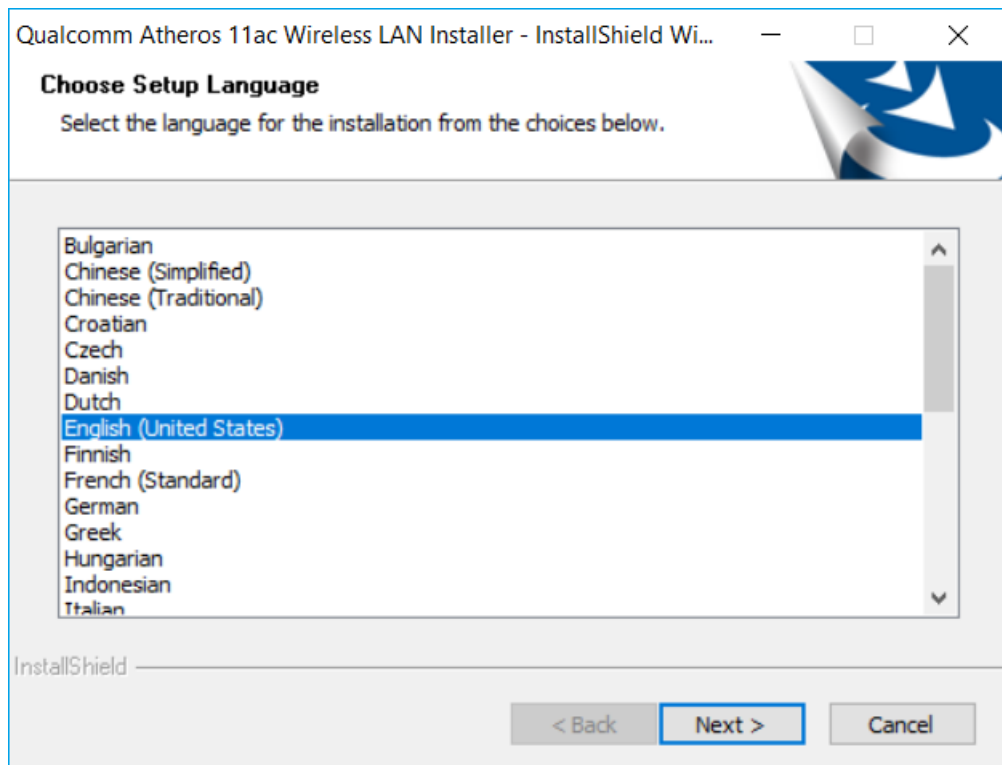 Qualcomm Atheros 11ac Wireless LAN Installer - InstallShield Wi...
Choose Setup Language
Select the language for the installation from the choices below.
Bulgarian
Chinese (Simplified)
Chinese (Traditional)
Croatian
Czech
Danish
Dutch
English (United States)
Finnish
French (Standard)
German
Greek
Hungarian
Indonesian
Italian
InstallShield
< Back Next > Cancel